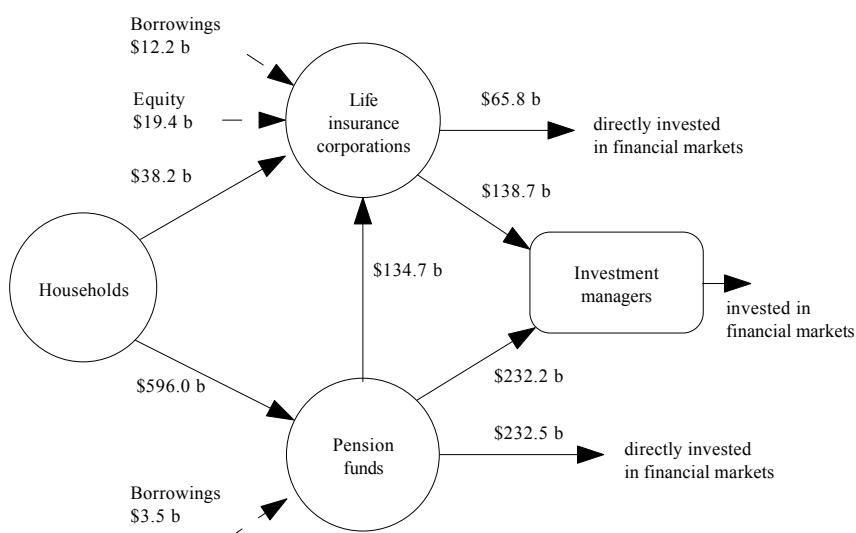 Borrowings
$12.2 b
Equity
$19.4 b
$38.2 b
Life
insurance
corporations
$65.8 b
directly invested
in financial markets
$138.7 b
Households
$134.7 b
Investment
managers
invested in
financial markets
$596.0 b
$232.2 b
Pension
funds
$232.5 b
directly invested
in financial markets
Borrowings
$3.5 b